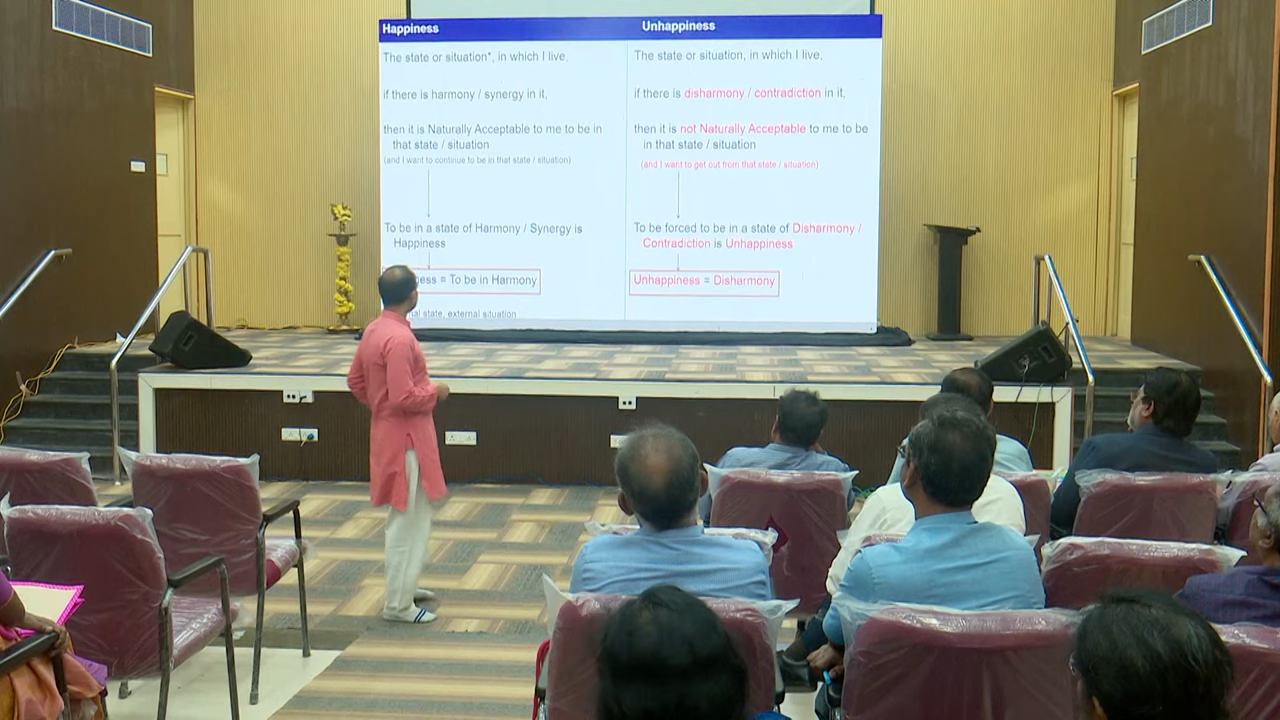 Happiness
The state or situation*, in which I live,
if there is harmony / synergy in it,
then it is Naturally Acceptable to me to be in
that state / situation
(and I want to continue to be in that state / situation)
To be in a state of Harmony / Synergy is
Happiness
= To be in Harmony
state, external situation
Unhappiness
The state or situation, in which I live,
if there is disharmony / contradiction in it,
then it is not Naturally Acceptable to me to be
in that state / situation
(and I want to get out from that state / situation)
To be forced to be in a state of Disharmony /
Contradiction is Unhappiness
Unhappiness = Disharmony